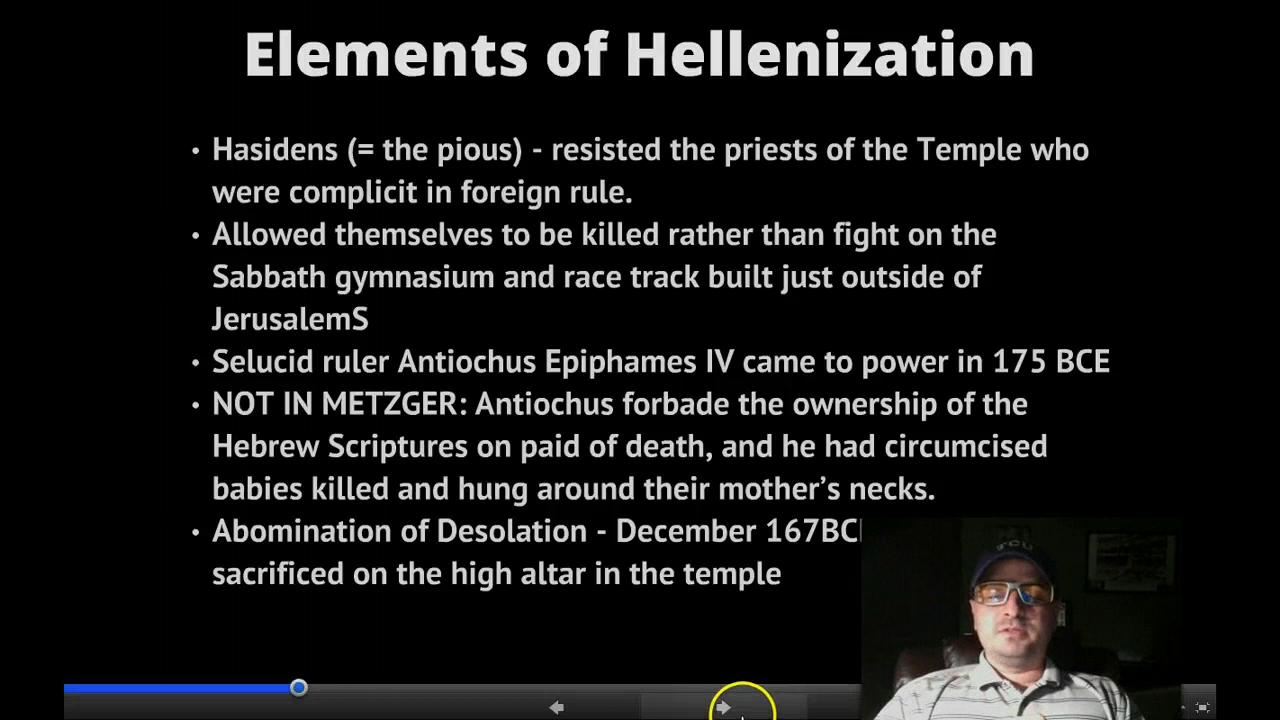 Elements of Hellenization
• Hasidens (= the pious) - resisted the priests of the Temple who
were complicit in foreign rule.
• Allowed themselves to be killed rather than fight on the
Sabbath gymnasium and race track built just outside of
JerusalemS
• Selucid ruler Antiochus Epiphames IV came to power in 175 BCE
• NOT IN METZGER: Antiochus forbade the ownership of the
Hebrew Scriptures on paid of death, and he had circumcised
babies killed and hung around their mother’s necks.
• Abomination of Desolation - December 167BC
sacrificed on the high altar in the temple
TCU